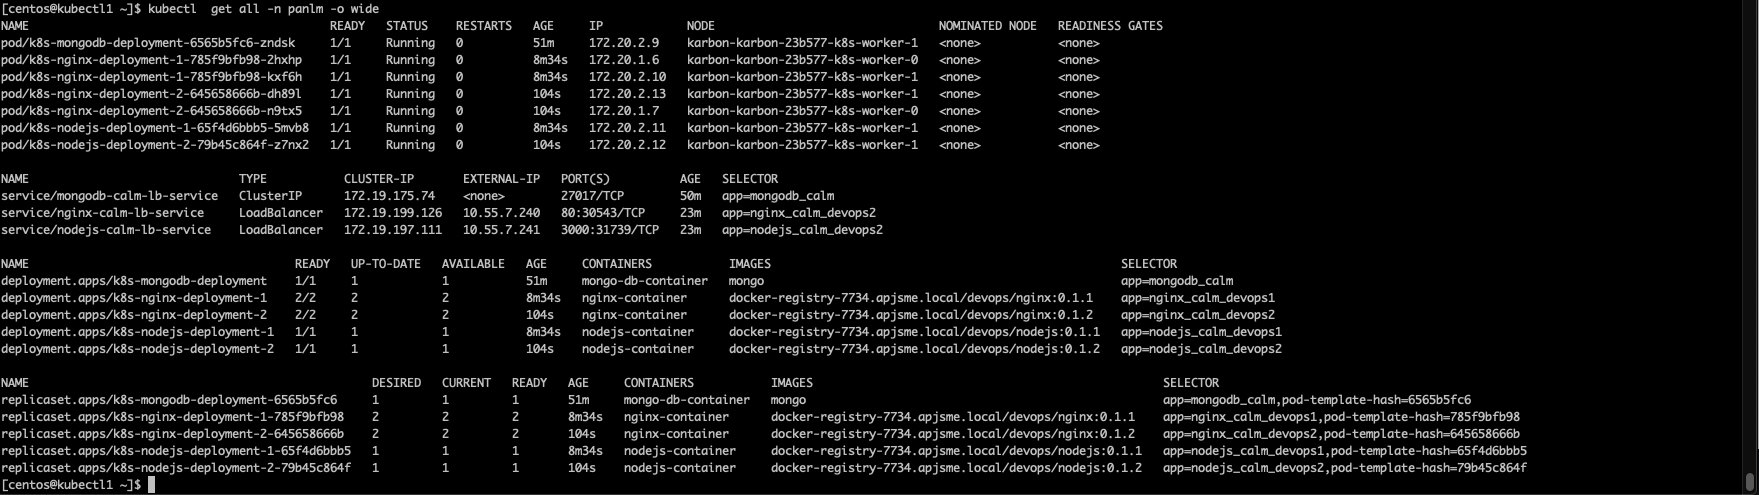 [centos@kubectl1 ~]$ kubectl  get all -n panlm -o wide
NAME                                           READY   STATUS    RESTARTS   AGE     IP            NODE                               NOMINATED NODE   READINESS GATES
pod/k8s-mongodb-deployment-6565b5fc6-zndsk     1/1     Running   0          51m     172.20.2.9    karbon-karbon-23b577-k8s-worker-1   <none>           <none>
pod/k8s-nginx-deployment-1-785f9bfb98-2hxhp    1/1     Running   0          8m34s   172.20.1.6    karbon-karbon-23b577-k8s-worker-0   <none>           <none>
pod/k8s-nginx-deployment-1-785f9bfb98-kxf6h    1/1     Running   0          8m34s   172.20.2.10   karbon-karbon-23b577-k8s-worker-1   <none>           <none>
pod/k8s-nginx-deployment-2-645658666b-dh89l    1/1     Running   0          104s    172.20.2.13   karbon-karbon-23b577-k8s-worker-1   <none>           <none>
pod/k8s-nginx-deployment-2-645658666b-n9tx5    1/1     Running   0          104s    172.20.1.7    karbon-karbon-23b577-k8s-worker-0   <none>           <none>
pod/k8s-nodejs-deployment-1-65f4d6bbb5-5mvb8   1/1     Running   0          8m34s   172.20.2.11   karbon-karbon-23b577-k8s-worker-1   <none>           <none>
pod/k8s-nodejs-deployment-2-79b45c864f-z7nx2   1/1     Running   0          104s    172.20.2.12   karbon-karbon-23b577-k8s-worker-1   <none>           <none>
NAME                              TYPE           CLUSTER-IP       EXTERNAL-IP   PORT(S)          AGE   SELECTOR
service/mongodb-calm-lb-service   ClusterIP      172.19.175.74    <none>        27017/TCP        50m   app=mongodb_calm
service/nginx-calm-lb-service     LoadBalancer   172.19.199.126   10.55.7.240   80:30543/TCP     23m   app=nginx_calm_devops2
service/nodejs-calm-lb-service    LoadBalancer   172.19.197.111   10.55.7.241   3000:31739/TCP   23m   app=nodejs_calm_devops2
NAME                                      READY   UP-TO-DATE   AVAILABLE   AGE     CONTAINERS           IMAGES                                                  SELECTOR
deployment.apps/k8s-mongodb-deployment    1/1     1            1           51m     mongo-db-container   mongo                                                   app=mongodb_calm
deployment.apps/k8s-nginx-deployment-1    2/2     2            2           8m34s   nginx-container      docker-registry-7734.apjsme.local/devops/nginx:0.1.1    app=nginx_calm_devops1
deployment.apps/k8s-nginx-deployment-2    2/2     2            2           104s    nginx-container      docker-registry-7734.apjsme.local/devops/nginx:0.1.2    app=nginx_calm_devops2
deployment.apps/k8s-nodejs-deployment-1   1/1     1            1           8m34s   nodejs-container     docker-registry-7734.apjsme.local/devops/nodejs:0.1.1   app=nodejs_calm_devops1
deployment.apps/k8s-nodejs-deployment-2   1/1     1            1           104s    nodejs-container     docker-registry-7734.apjsme.local/devops/nodejs:0.1.2   app=nodejs_calm_devops2
NAME                                                 DESIRED   CURRENT   READY   AGE     CONTAINERS           IMAGES                                                  SELECTOR
replicaset.apps/k8s-mongodb-deployment-6565b5fc6     1         1         1       51m     mongo-db-container   mongo                                                   app=mongodb_calm,pod-template-hash=6565b5fc6
replicaset.apps/k8s-nginx-deployment-1-785f9bfb98    2         2         2       8m34s   nginx-container      docker-registry-7734.apjsme.local/devops/nginx:0.1.1    app=nginx_calm_devops1,pod-template-hash=785f9bfb98
replicaset.apps/k8s-nginx-deployment-2-645658666b    2         2         2       104s    nginx-container      docker-registry-7734.apjsme.local/devops/nginx:0.1.2    app=nginx_calm_devops2,pod-template-hash=645658666b
replicaset.apps/k8s-nodejs-deployment-1-65f4d6bbb5   1         1         1       8m34s   nodejs-container     docker-registry-7734.apjsme.local/devops/nodejs:0.1.1   app=nodejs_calm_devops1,pod-template-hash=65f4d6bbb5
replicaset.apps/k8s-nodejs-deployment-2-79b45c864f   1         1         1       104s    nodejs-container     docker-registry-7734.apjsme.local/devops/nodejs:0.1.2   app=nodejs_calm_devops2,pod-template-hash=79b45c864f
[centos@kubectl1 ~]$